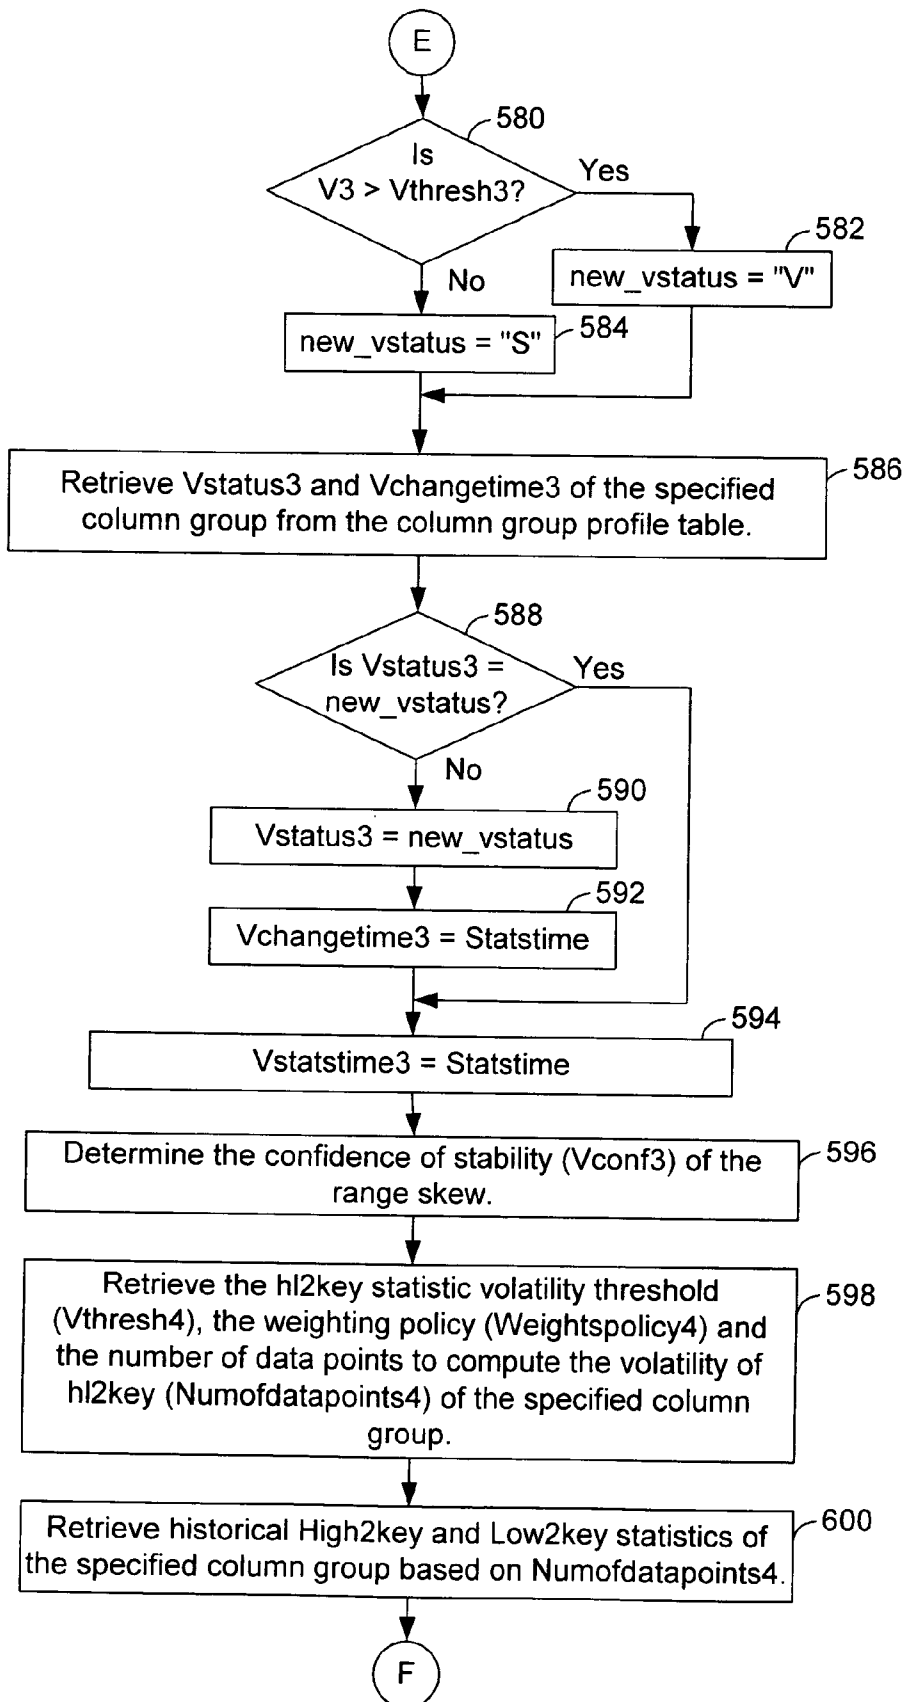 E
580
Is
V3 > Vthresh3?
Yes
582
No
new_vstatus = "V"
584
new_vstatus = "S"
586
Retrieve Vstatus3 and Vchangetime3 of the specified
column group from the column group profile table.
588
Is Vstatus3 =
new_vstatus?
Yes
No
590
Vstatus3 = new_vstatus
592
Vchangetime3 = Statstime
594
Vstatstime3 = Statstime
596
Determine the confidence of stability (Vconf3) of the
range skew.
598
Retrieve the hl2key statistic volatility threshold
(Vthresh4), the weighting policy (Weightspolicy4) and
the number of data points to compute the volatility of
hl2key (Numofdatapoints4) of the specified column
group.
600
Retrieve historical High2key and Low2key statistics of
the specified column group based on Numofdatapoints4.
F